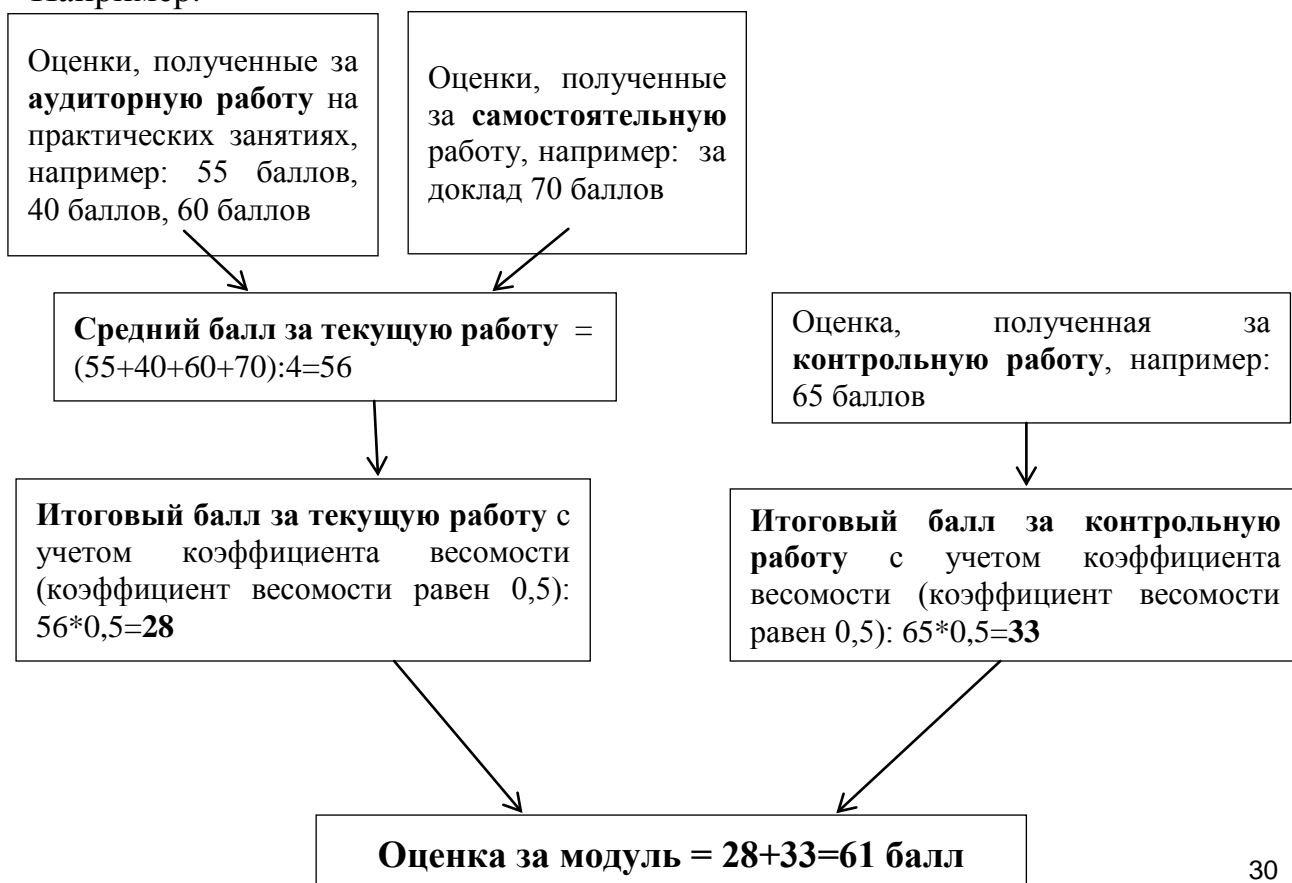 Например:
Оценки, полученные за
аудиторную работу на
практических занятиях,
например: 55 баллов,
40 баллов, 60 баллов
Оценки, полученные
за самостоятельную
работу, например: за
доклад 70 баллов
Средний балл за текущую работу =
(55+40+60+70):4=56
Оценка, полученная за
контрольную работу, например:
65 баллов
Итоговый балл за текущую работу с
учетом коэффициента весомости
(коэффициент весомости равен 0,5):
56*0,5=28
Итоговый балл за контрольную
работу с учетом коэффициента
весомости (коэффициент весомости
равен 0,5): 65*0,5=33
Оценка за модуль = 28+33=61 балл
30